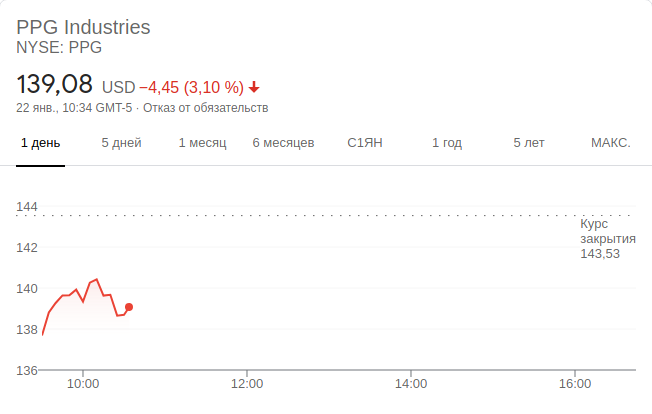 PPG Industries
NYSE: PPG
139,08 USD −4,45 (3,10 %)
22 янв., 10:34 GMT-5 · Отказ от обязательств
1 день 5 дней 1 месяц 6 месяцев С1ЯН 1 год 5 лет МАКС.
144
Курс
закрытия
143,53
142
140
138
136
10:00 12:00 14:00 16:00